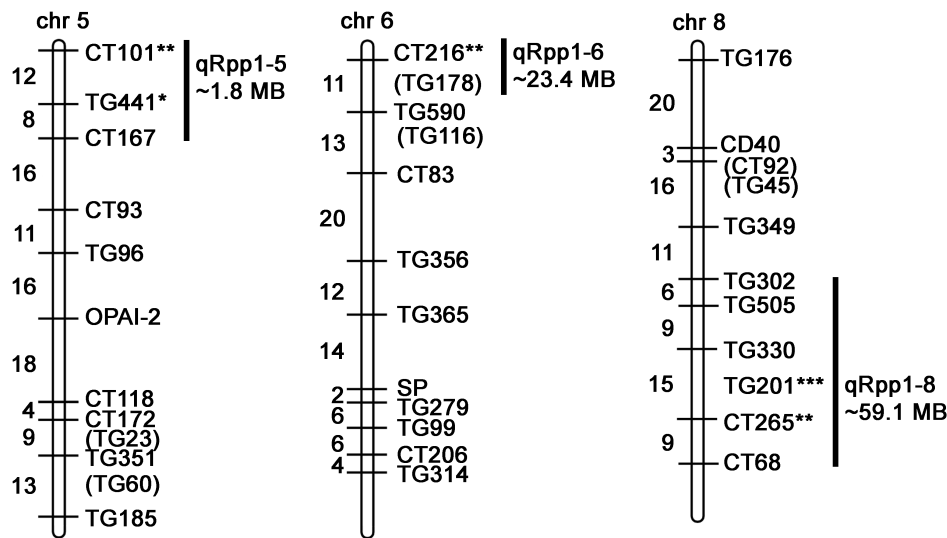 chr 5
CT101**
12
TG441*
8
CT167
16
CT93
11
TG96
16
OPAI-2
18
CT118
4
CT172
9
(TG23)
TG351
13
(TG60)
TG185
qRpp1-5
~1.8 MB
chr 6
CT216**
11
(TG178)
TG590
(TG116)
13
CT83
20
TG356
12
TG365
14
SP
2
TG279
6
TG99
6
CT206
4
TG314
qRpp1-6
~23.4 MB
chr 8
TG176
20
CD40
3
(CT92)
16
(TG45)
TG349
11
TG302
6
TG505
9
TG330
15
TG201***
CT265**
9
CT68
qRpp1-8
~59.1 MB